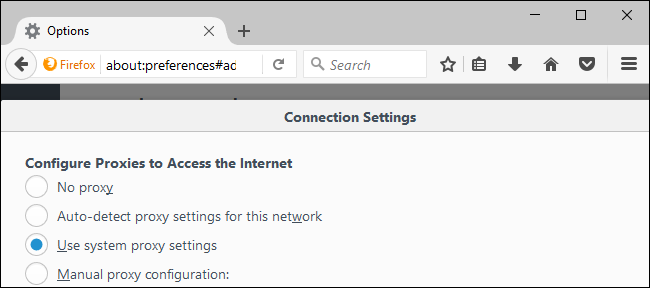 Options
Firefox
about:preferences#ad
Search
Connection Settings
Configure Proxies to Access the Internet
No proxy
Auto-detect proxy settings for this network
Use system proxy settings
Manual proxy configuration: